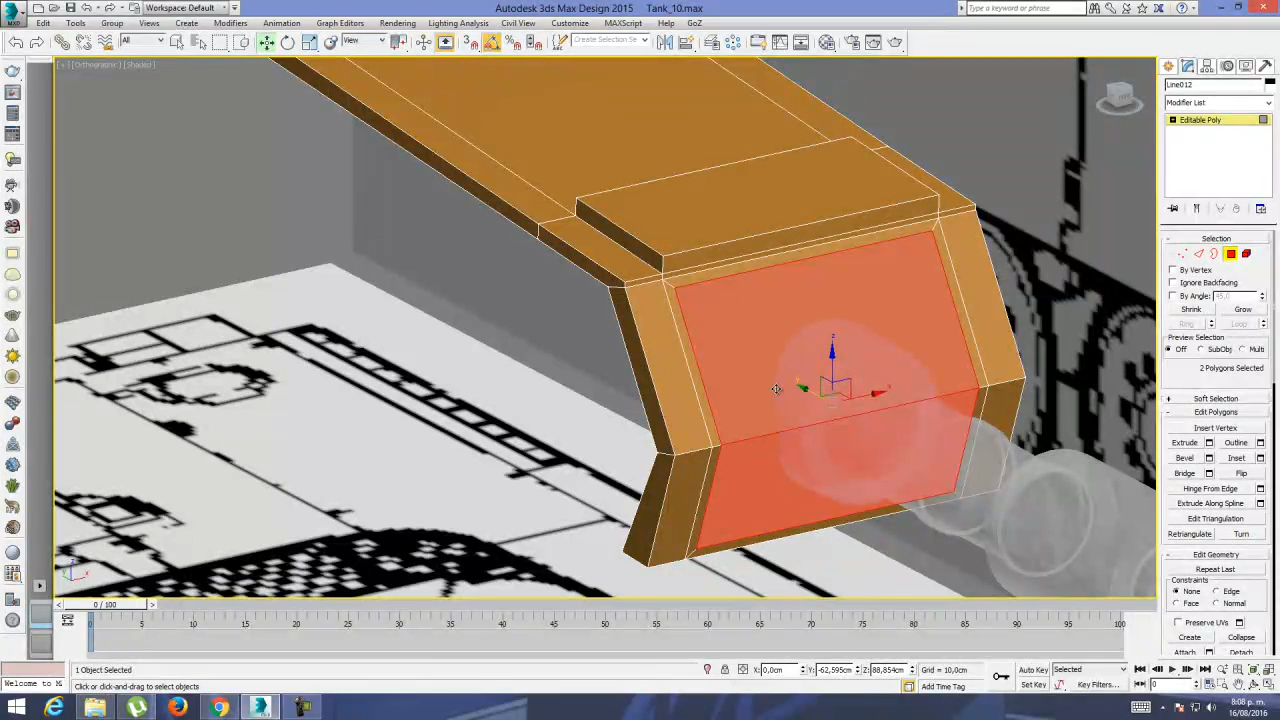 Workspace: Default
Autodesk 3ds Max Design 2015 Tank_10.max
Type a keyword or phrase
Edit Tools Group Views Create Modifiers Animation Graph Editors Rendering Lighting Analysis Civil View Customize MAXScript Help GoZ
All View Create Selection Se
[+] [Orthographic] [Shaded]
Line012
Modifier List
Editable Poly
Selection
By Vertex
Ignore Backfacing
By Angle: 45,0
Shrink Grow
Ring Loop
Preview Selection
Off SubObj Multi
2 Polygons Selected
Soft Selection
Edit Polygons
Insert Vertex
Extrude Outline
Bevel Inset
Bridge Flip
Hinge From Edge
Extrude Along Spline
Edit Triangulation
Retriangulate Turn
Edit Geometry
Repeat Last
Constraints
None Edge
Face Normal
Preserve UVs
Create Collapse
Attach Detach
0 / 100
0 5 10 15 20 25 30 35 40 45 50 55 60 65 70 75 80 85 90 95 100
1 Object Selected X: 0,0cm Y: -62,595cm Z: 88,854cm Grid = 10,0cm Auto Key Selected
Welcome to M
Click or click-and-drag to select objects Add Time Tag Set Key Key Filters... 0
8:08 p. m.
16/08/2016